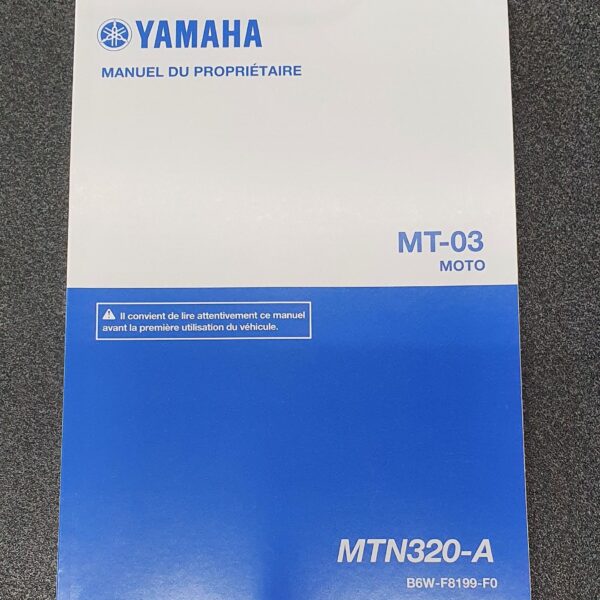 YAMAHA
MANUEL DU PROPRIÉTAIRE
MT-03
MOTO
⚠ Il convient de lire attentivement ce manuel
avant la première utilisation du véhicule.
MTN320-A
B6W-F8199-F0